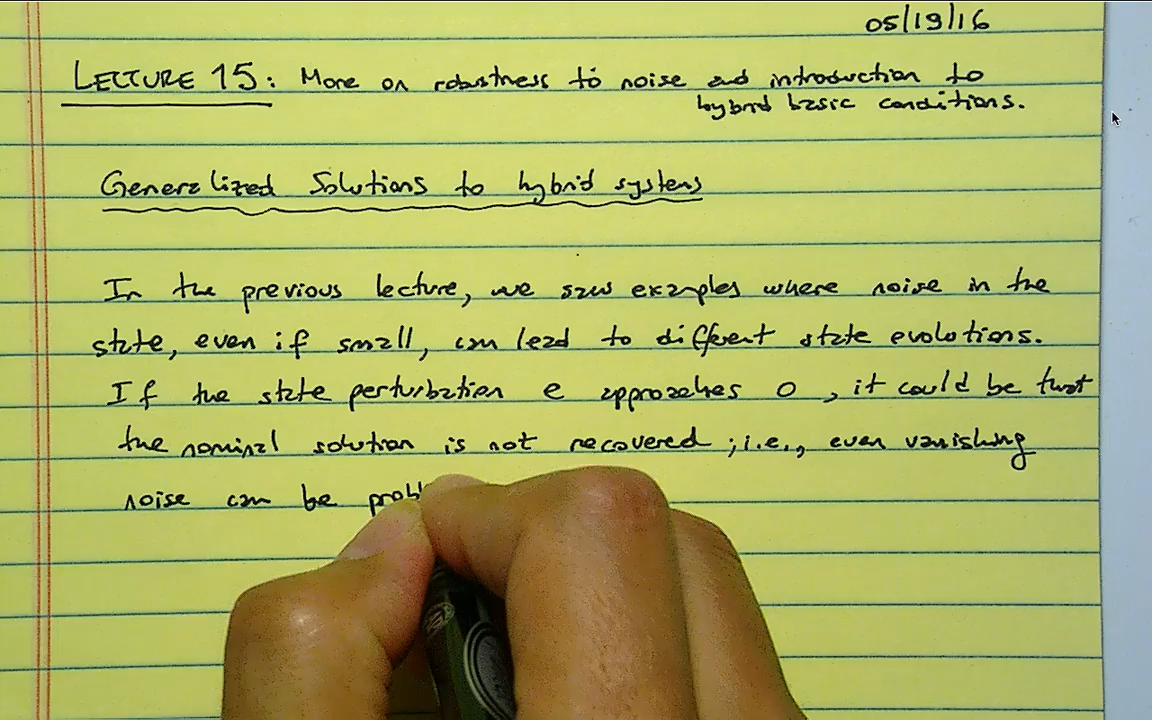 05/19/16
LECTURE 15: More on robustness to noise and introduction to
hybrid basic conditions.
Generalized Solutions to hybrid systems
In the previous lecture, we saw examples where noise in the
state, even if small, can lead to different state evolutions.
If the state perturbation e approaches 0, it could be that
the nominal solution is not recovered; i.e., even vanishing
noise can be